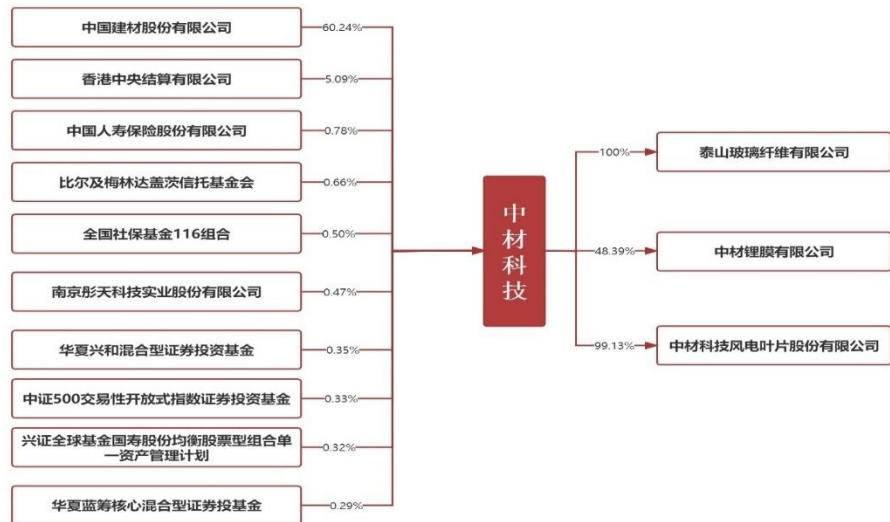 中国建材股份有限公司
60.24%
香港中央结算有限公司
5.09%
中国人寿保险股份有限公司
0.78%
比尔及梅林达盖茨信托基金会
0.66%
全国社保基金116组合
0.50%
南京彤天科技实业股份有限公司
0.47%
华夏兴和混合型证券投资基金
0.35%
中证500交易性开放式指数证券投资基金
0.33%
兴证全球基金国寿股份均衡股票型组合单
一资产管理计划
0.32%
华夏蓝筹核心混合型证券投基金
0.29%
中材科技
100%
泰山玻璃纤维有限公司
48.39%
中材锂膜有限公司
99.13%
中材科技风电叶片股份有限公司